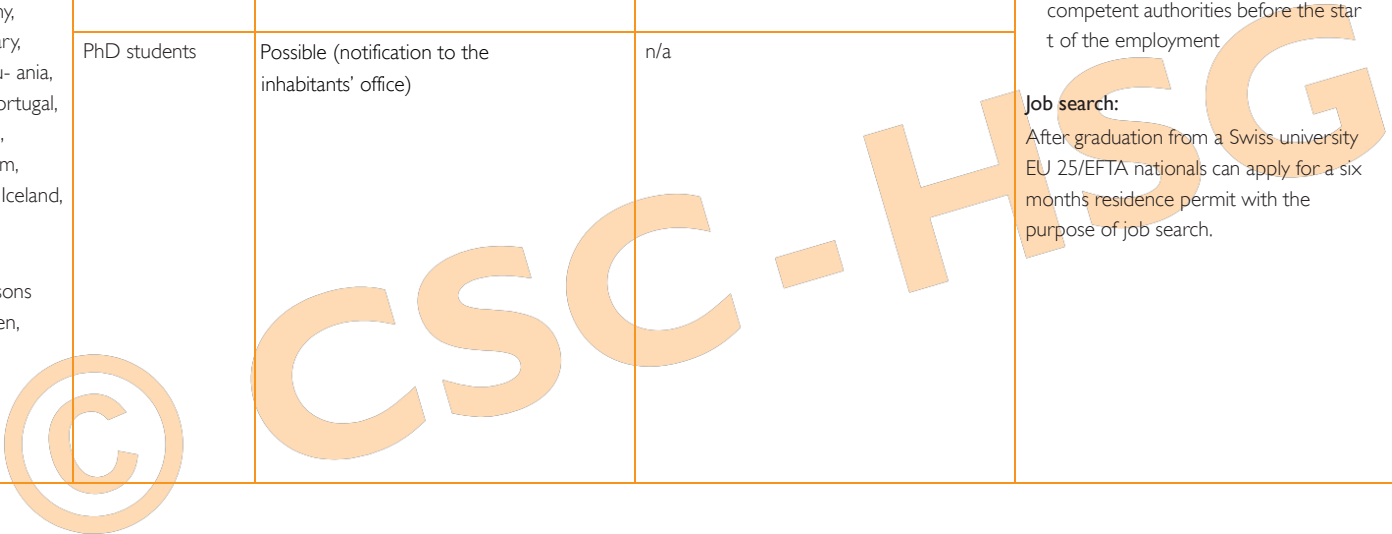 ny,
ary,
u- ania,
ortugal,
,
m,
Iceland,
sons
en,
PhD students
Possible (notification to the
inhabitants’ office)
n/a
competent authorities before the star
t of the employment
Job search:
After graduation from a Swiss university
EU 25/EFTA nationals can apply for a six
months residence permit with the
purpose of job search.
© CSC - HSG